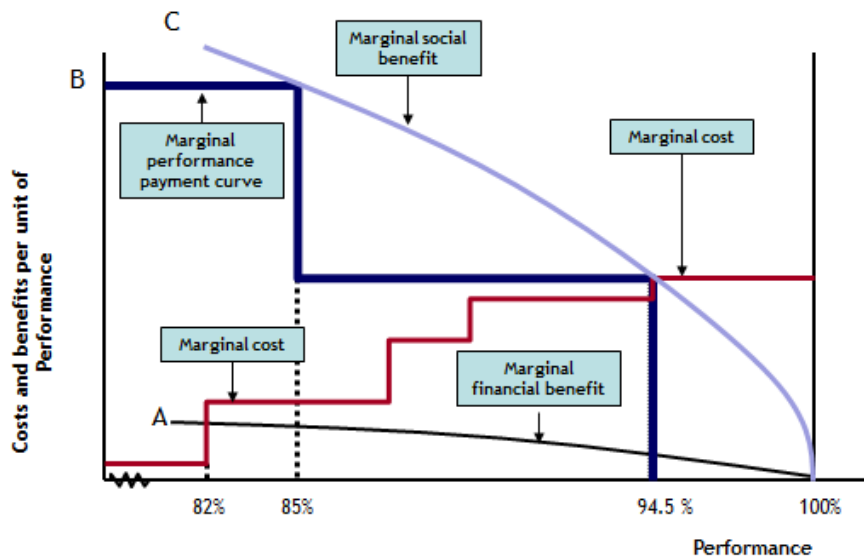 C
Marginal social
benefit
B
Marginal
performance
payment curve
Marginal cost
Costs and benefits per unit of
Performance
Marginal cost
Marginal
financial benefit
A
82%
85%
94.5 %
100%
Performance